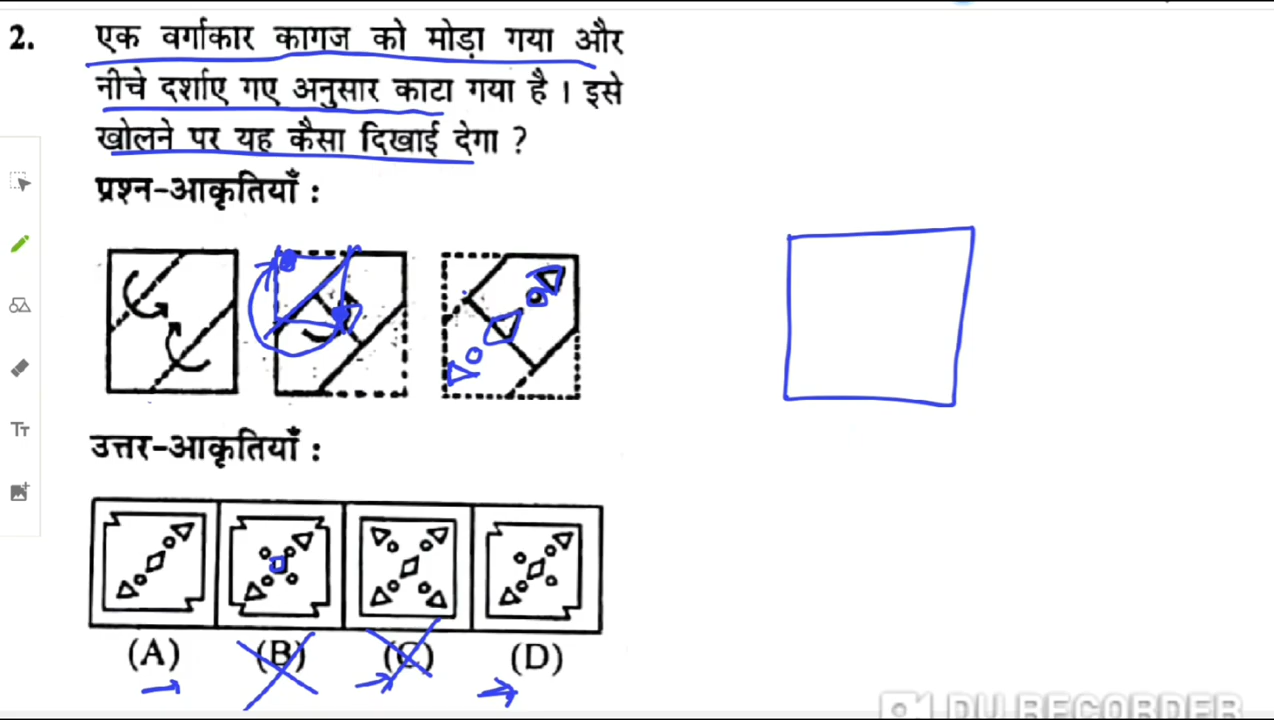 2. एक वर्गाकार कागज को मोड़ा गया और
नीचे दर्शाए गए अनुसार काटा गया है । इसे
खोलने पर यह कैसा दिखाई देगा ?
प्रश्न-आकृतियाँ :
उत्तर-आकृतियाँ :
(A) (B) (C) (D)
TT
DU RECORDER